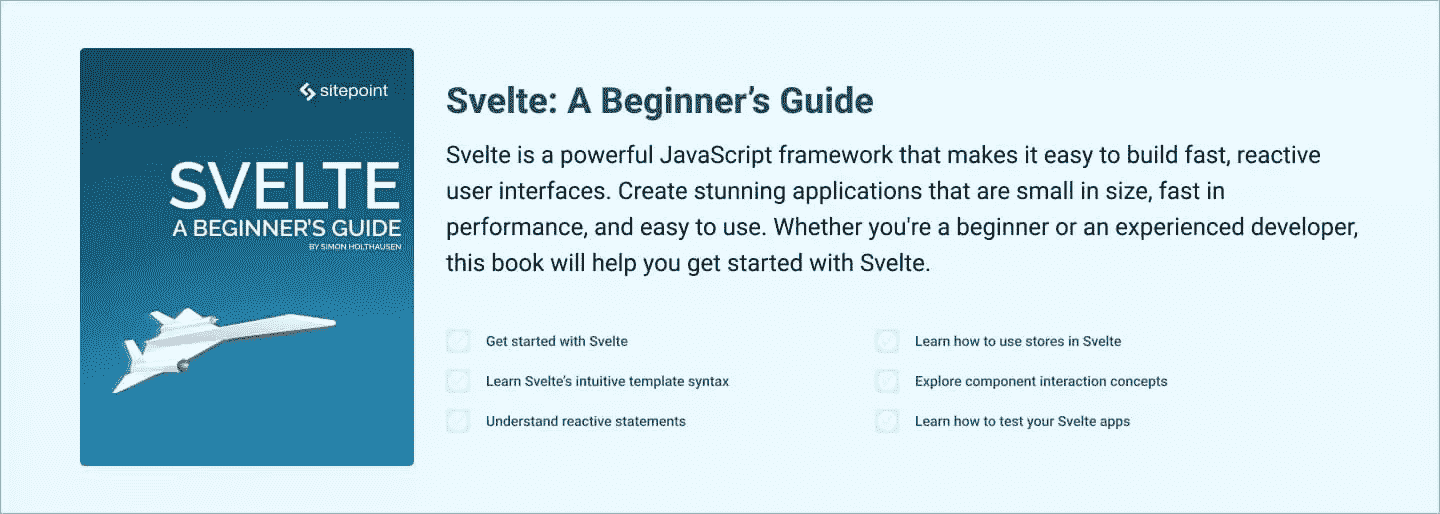 sitepoint
SVELTE
A BEGINNER'S GUIDE
BY SIMON HOLTHAUSEN
Svelte: A Beginner’s Guide
Svelte is a powerful JavaScript framework that makes it easy to build fast, reactive
user interfaces. Create stunning applications that are small in size, fast in
performance, and easy to use. Whether you're a beginner or an experienced developer,
this book will help you get started with Svelte.
Get started with Svelte
Learn Svelte’s intuitive template syntax
Understand reactive statements
Learn how to use stores in Svelte
Explore component interaction concepts
Learn how to test your Svelte apps